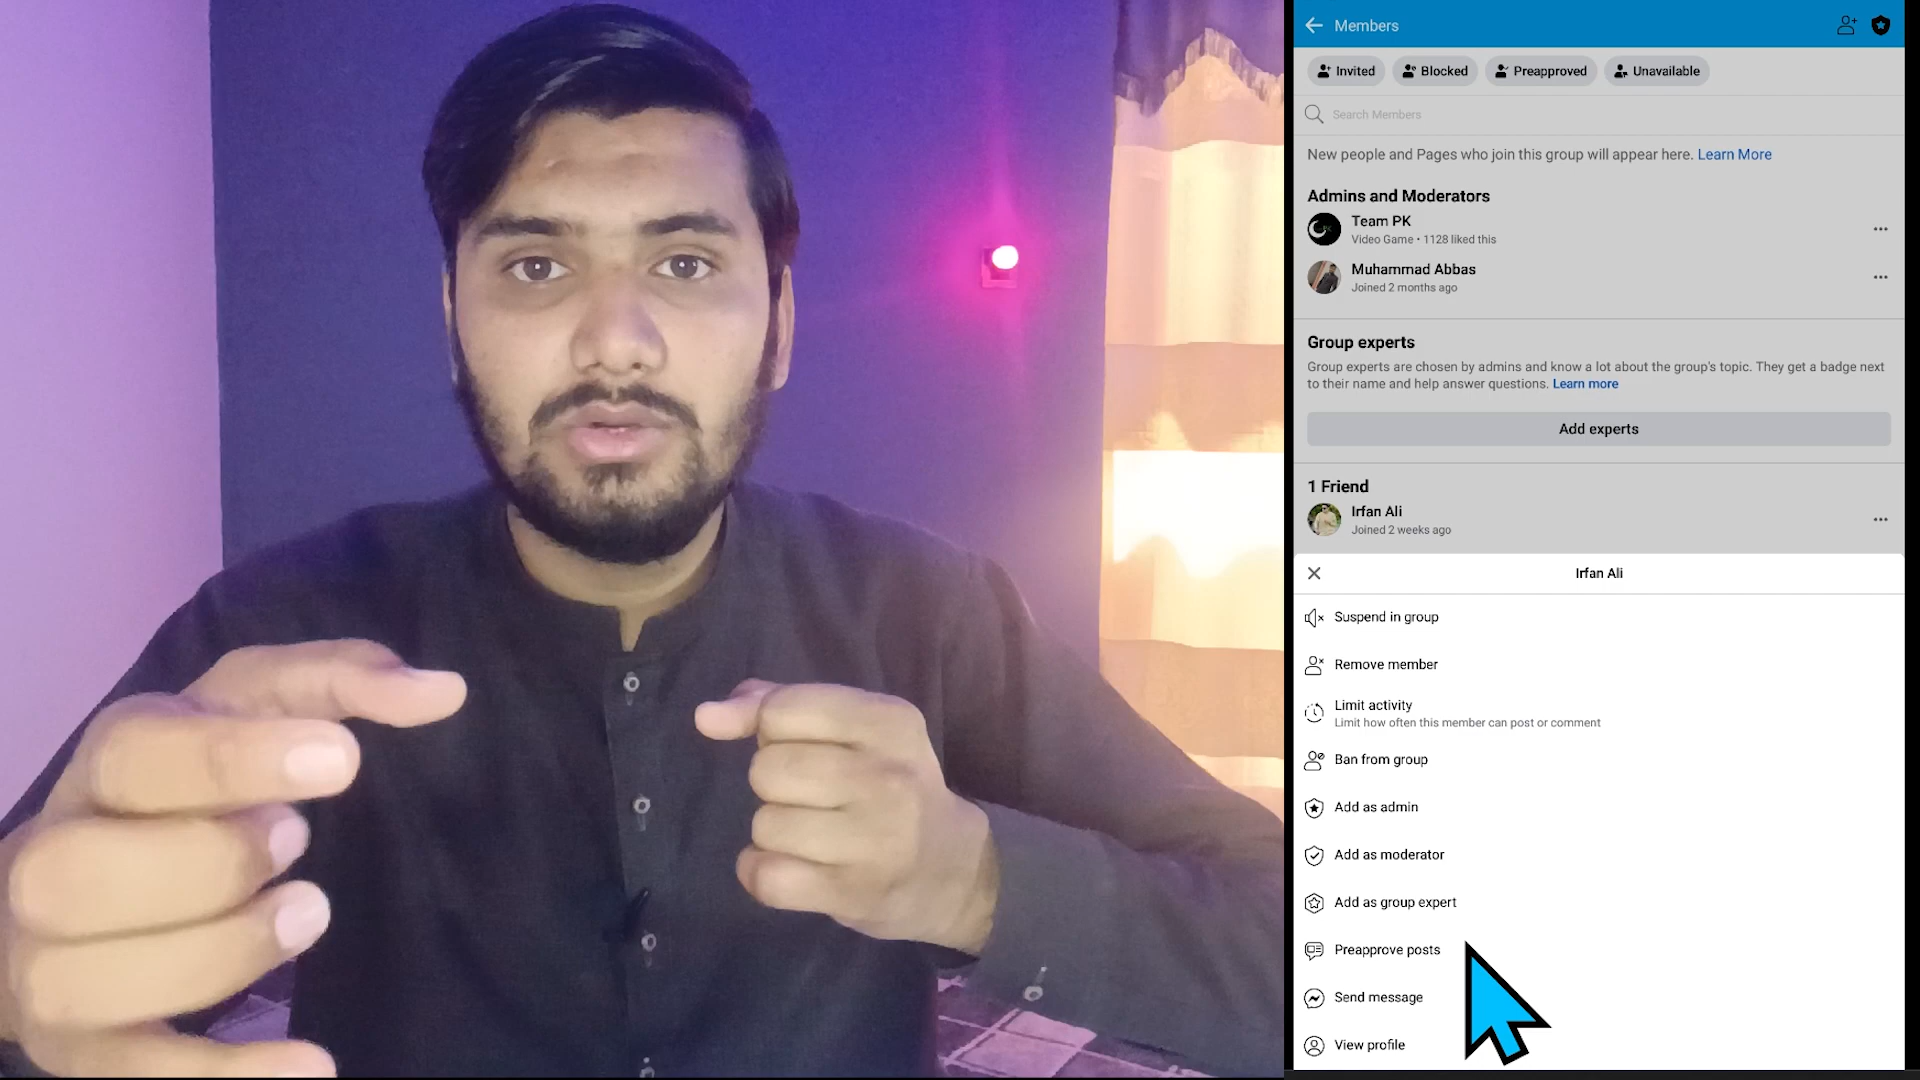 Members
Invited
Blocked
Preapproved
Unavailable
Search Members
New people and Pages who join this group will appear here. Learn More
Admins and Moderators
Team PK
Video Game • 1128 liked this
Muhammad Abbas
Joined 2 months ago
Group experts
Group experts are chosen by admins and know a lot about the group's topic. They get a badge next
to their name and help answer questions. Learn more
Add experts
1 Friend
Irfan Ali
Joined 2 weeks ago
Irfan Ali
Suspend in group
Remove member
Limit activity
Limit how often this member can post or comment
Ban from group
Add as admin
Add as moderator
Add as group expert
Preapprove posts
Send message
View profile